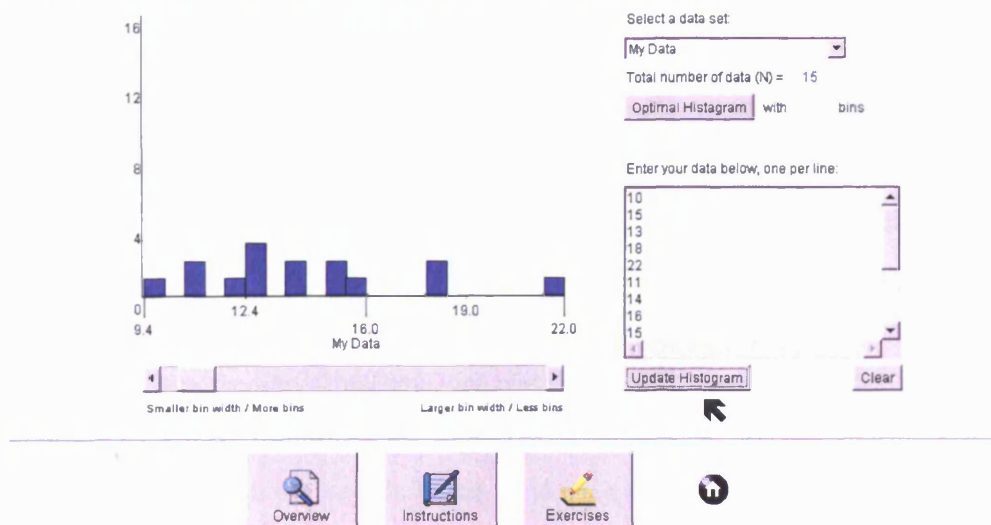 16
12
8
4
0
9.4
12.4
16.0
19.0
22.0
My Data
Smaller bin width / More bins
Larger bin width / Less bins
Select a data set:
My Data
Total number of data (N) = 15
Optimal Histagram with bins
Enter your data below, one per line:
10
15
13
18
22
11
14
16
15
Update Histogram
Clear
Overview
Instructions
Exercises